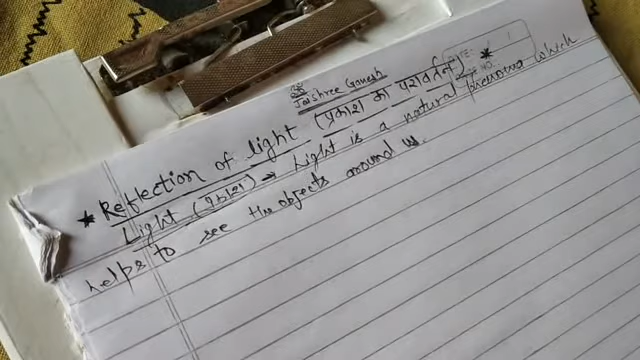 Jaishree Ganesh
* Reflection of light (प्रकाश का परावर्तन) *
Light (प्रकाश) → Light is a natural phenomena which
helps to see the objects around us.